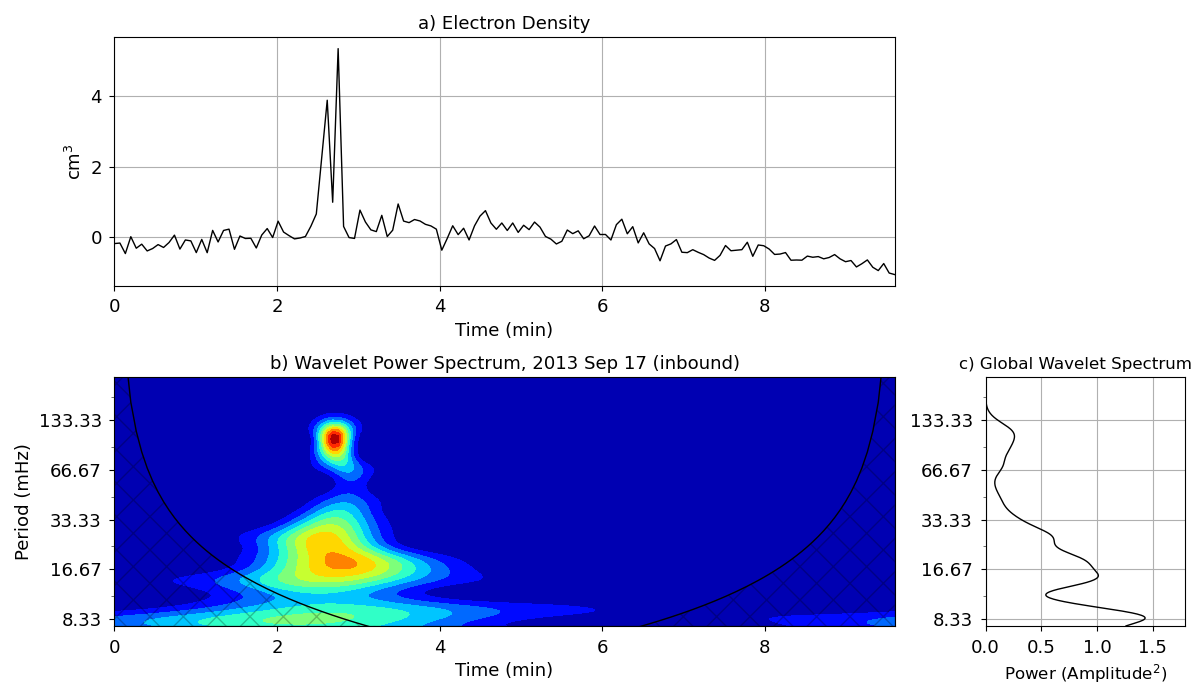 a) Electron Density
cm³
4
2
0
0 2 4 6 8
Time (min)
b) Wavelet Power Spectrum, 2013 Sep 17 (inbound)
Period (mHz)
133.33
66.67
33.33
16.67
8.33
0 2 4 6 8
Time (min)
c) Global Wavelet Spectrum
133.33
66.67
33.33
16.67
8.33
0.0 0.5 1.0 1.5
Power (Amplitude²)